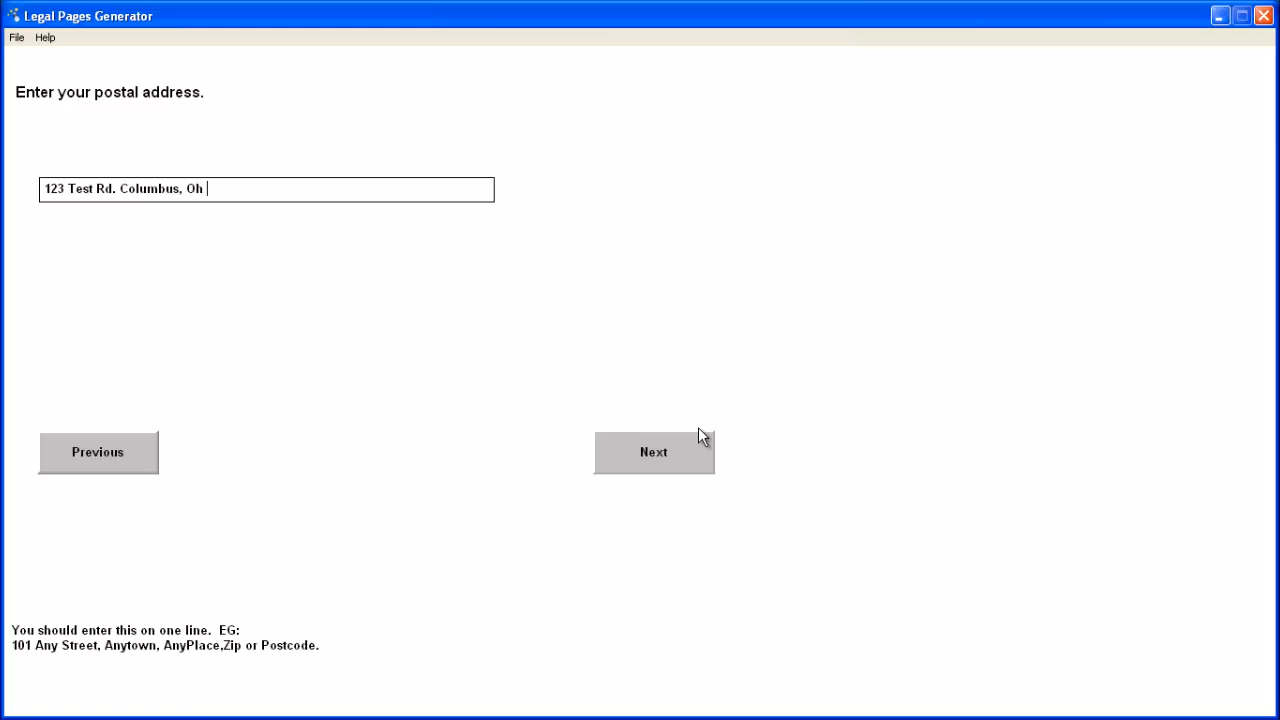 Legal Pages Generator
File Help
Enter your postal address.
123 Test Rd. Columbus, Oh
Previous Next
You should enter this on one line. EG:
101 Any Street, Anytown, AnyPlace,Zip or Postcode.